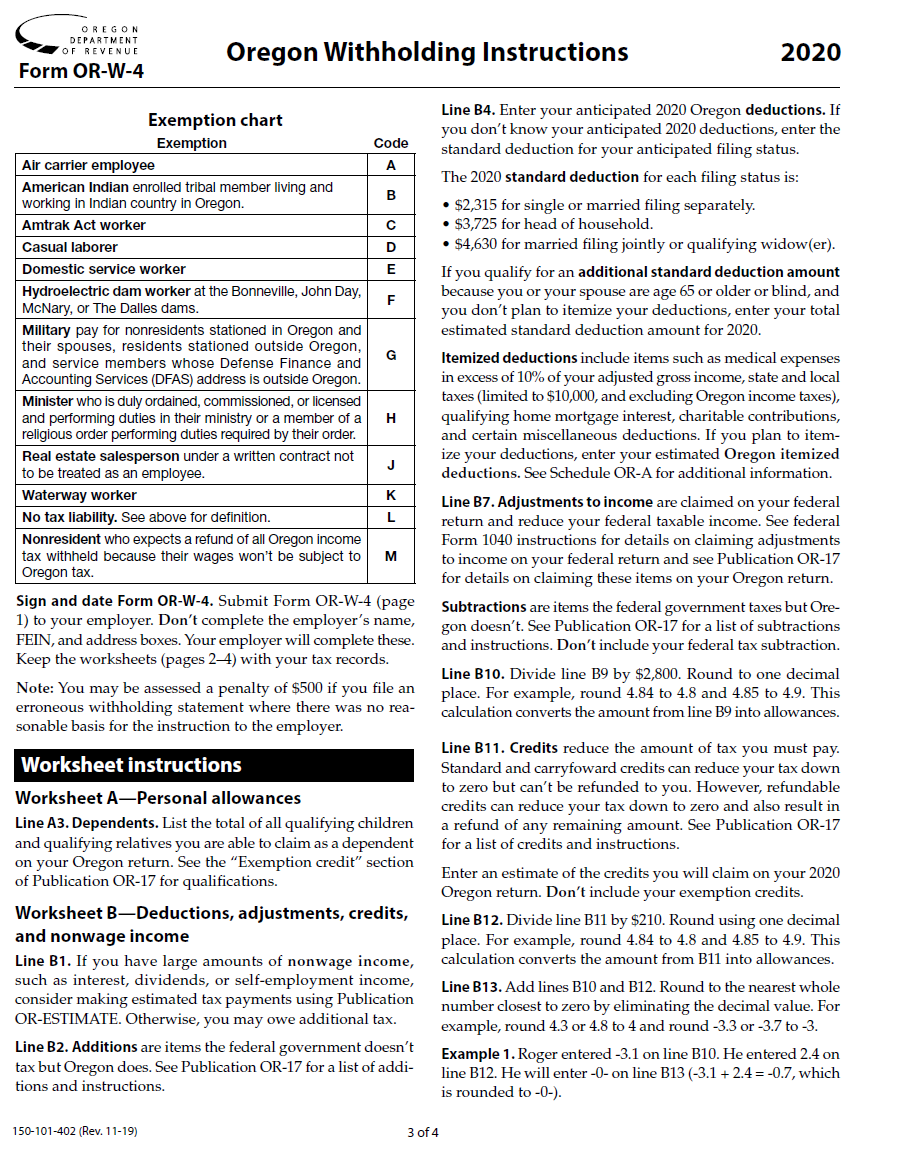 OREGON
DEPARTMENT
OF REVENUE
Form OR-W-4
Oregon Withholding Instructions
2020
Exemption chart
Exemption Code
Air carrier employee A
American Indian enrolled tribal member living and
working in Indian country in Oregon. B
Amtrak Act worker C
Casual laborer D
Domestic service worker E
Hydroelectric dam worker at the Bonneville, John Day,
McNary, or The Dalles dams. F
Military pay for nonresidents stationed in Oregon and
their spouses, residents stationed outside Oregon,
and service members whose Defense Finance and
Accounting Services (DFAS) address is outside Oregon. G
Minister who is duly ordained, commissioned, or licensed
and performing duties in their ministry or a member of a
religious order performing duties required by their order. H
Real estate salesperson under a written contract not
to be treated as an employee. J
Waterway worker K
No tax liability. See above for definition. L
Nonresident who expects a refund of all Oregon income
tax withheld because their wages won't be subject to
Oregon tax. M
Sign and date Form OR-W-4. Submit Form OR-W-4 (page
1) to your employer. Don't complete the employer's name,
FEIN, and address boxes. Your employer will complete these.
Keep the worksheets (pages 2–4) with your tax records.
Note: You may be assessed a penalty of $500 if you file an
erroneous withholding statement where there was no rea-
sonable basis for the instruction to the employer.
Worksheet instructions
Worksheet A—Personal allowances
Line A3. Dependents. List the total of all qualifying children
and qualifying relatives you are able to claim as a dependent
on your Oregon return. See the "Exemption credit" section
of Publication OR-17 for qualifications.
Worksheet B—Deductions, adjustments, credits,
and nonwage income
Line B1. If you have large amounts of nonwage income,
such as interest, dividends, or self-employment income,
consider making estimated tax payments using Publication
OR-ESTIMATE. Otherwise, you may owe additional tax.
Line B2. Additions are items the federal government doesn't
tax but Oregon does. See Publication OR-17 for a list of addi-
tions and instructions.
Line B4. Enter your anticipated 2020 Oregon deductions. If
you don't know your anticipated 2020 deductions, enter the
standard deduction for your anticipated filing status.
The 2020 standard deduction for each filing status is:
• $2,315 for single or married filing separately.
• $3,725 for head of household.
• $4,630 for married filing jointly or qualifying widow(er).
If you qualify for an additional standard deduction amount
because you or your spouse are age 65 or older or blind, and
you don't plan to itemize your deductions, enter your total
estimated standard deduction amount for 2020.
Itemized deductions include items such as medical expenses
in excess of 10% of your adjusted gross income, state and local
taxes (limited to $10,000, and excluding Oregon income taxes),
qualifying home mortgage interest, charitable contributions,
and certain miscellaneous deductions. If you plan to item-
ize your deductions, enter your estimated Oregon itemized
deductions. See Schedule OR-A for additional information.
Line B7. Adjustments to income are claimed on your federal
return and reduce your federal taxable income. See federal
Form 1040 instructions for details on claiming adjustments
to income on your federal return and see Publication OR-17
for details on claiming these items on your Oregon return.
Subtractions are items the federal government taxes but Ore-
gon doesn't. See Publication OR-17 for a list of subtractions
and instructions. Don't include your federal tax subtraction.
Line B10. Divide line B9 by $2,800. Round to one decimal
place. For example, round 4.84 to 4.8 and 4.85 to 4.9. This
calculation converts the amount from line B9 into allowances.
Line B11. Credits reduce the amount of tax you must pay.
Standard and carryfoward credits can reduce your tax down
to zero but can't be refunded to you. However, refundable
credits can reduce your tax down to zero and also result in
a refund of any remaining amount. See Publication OR-17
for a list of credits and instructions.
Enter an estimate of the credits you will claim on your 2020
Oregon return. Don't include your exemption credits.
Line B12. Divide line B11 by $210. Round using one decimal
place. For example, round 4.84 to 4.8 and 4.85 to 4.9. This
calculation converts the amount from B11 into allowances.
Line B13. Add lines B10 and B12. Round to the nearest whole
number closest to zero by eliminating the decimal value. For
example, round 4.3 or 4.8 to 4 and round -3.3 or -3.7 to -3.
Example 1. Roger entered -3.1 on line B10. He entered 2.4 on
line B12. He will enter -0- on line B13 (-3.1 + 2.4 = -0.7, which
is rounded to -0-).
150-101-402 (Rev. 11-19)
3 of 4